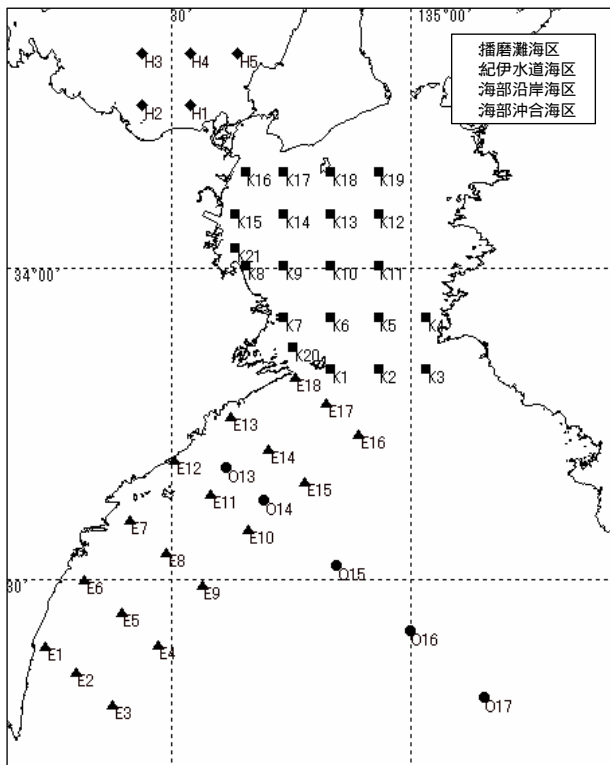 30'
135°00'
播磨灘海区
紀伊水道海区
海部沿岸海区
海部沖合海区
H3
H4
H5
H2
H1
K16
K17
K18
K19
K15
K14
K13
K12
K21
K8
K9
K10
K11
34°00'
K7
K6
K5
K4
K20
K1
K2
K3
E18
E17
E13
E16
E14
E12
O13
E15
E11
O14
E7
E10
E8
O15
30'
E6
E9
E5
O16
E1
E4
E2
O17
E3